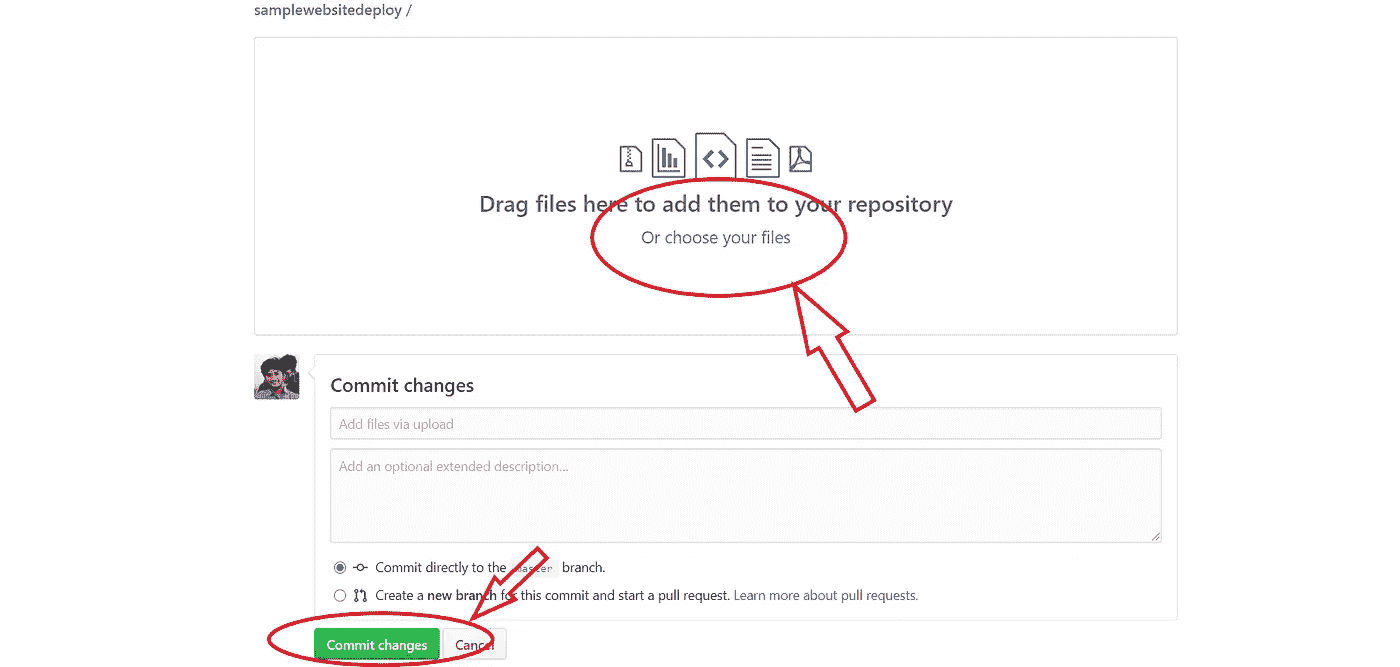 samplewebsitedeploy /
Drag files here to add them to your repository
Or choose your files
Commit changes
Add files via upload
Add an optional extended description...
Commit directly to the master branch.
Create a new branch for this commit and start a pull request. Learn more about pull requests.
Commit changes
Cancel